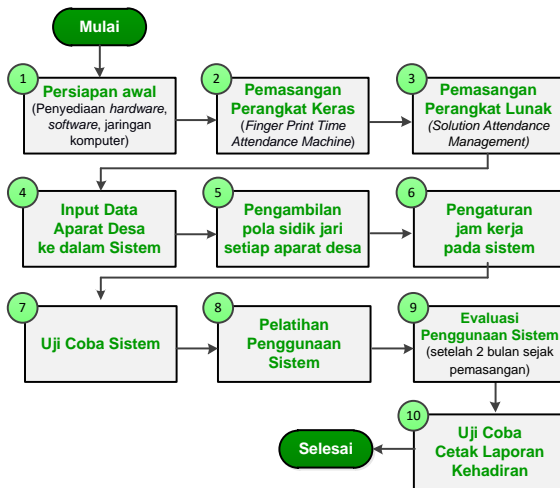 Mulai
1
Persiapan awal
(Penyediaan hardware,
software, jaringan
komputer)
2
Pemasangan
Perangkat Keras
(Finger Print Time
Attendance Machine)
3
Pemasangan
Perangkat Lunak
(Solution Attendance
Management)
4
Input Data
Aparat Desa
ke dalam Sistem
5
Pengambilan
pola sidik jari
setiap aparat desa
6
Pengaturan
jam kerja
pada sistem
7
Uji Coba Sistem
8
Pelatihan
Penggunaan
Sistem
9
Evaluasi
Penggunaan Sistem
(setelah 2 bulan sejak
pemasangan)
10
Uji Coba
Cetak Laporan
Kehadiran
Selesai